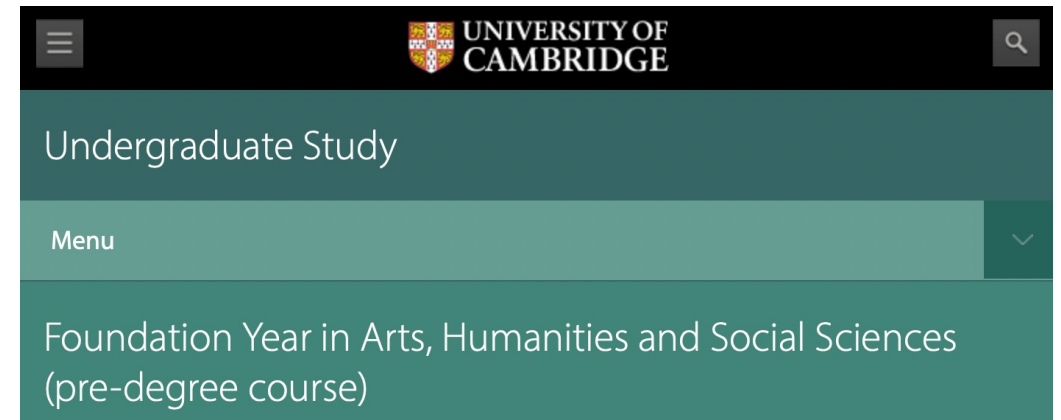 UNIVERSITY OF
CAMBRIDGE
Undergraduate Study
Menu
Foundation Year in Arts, Humanities and Social Sciences
(pre-degree course)